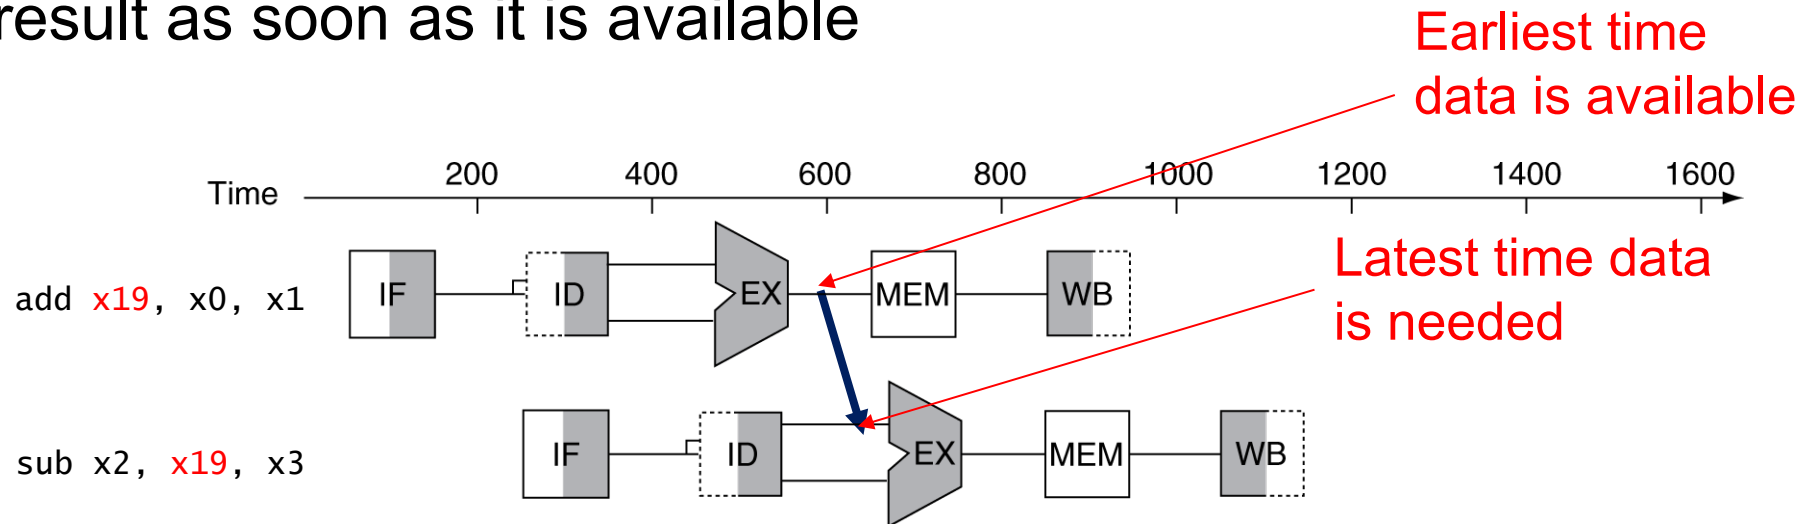 result as soon as it is available
Earliest time
data is available
200 400 600 800 1000 1200 1400 1600
Time
Latest time data
is needed
add x19, x0, x1 IF ID EX MEM WB
sub x2, x19, x3 IF ID EX MEM WB